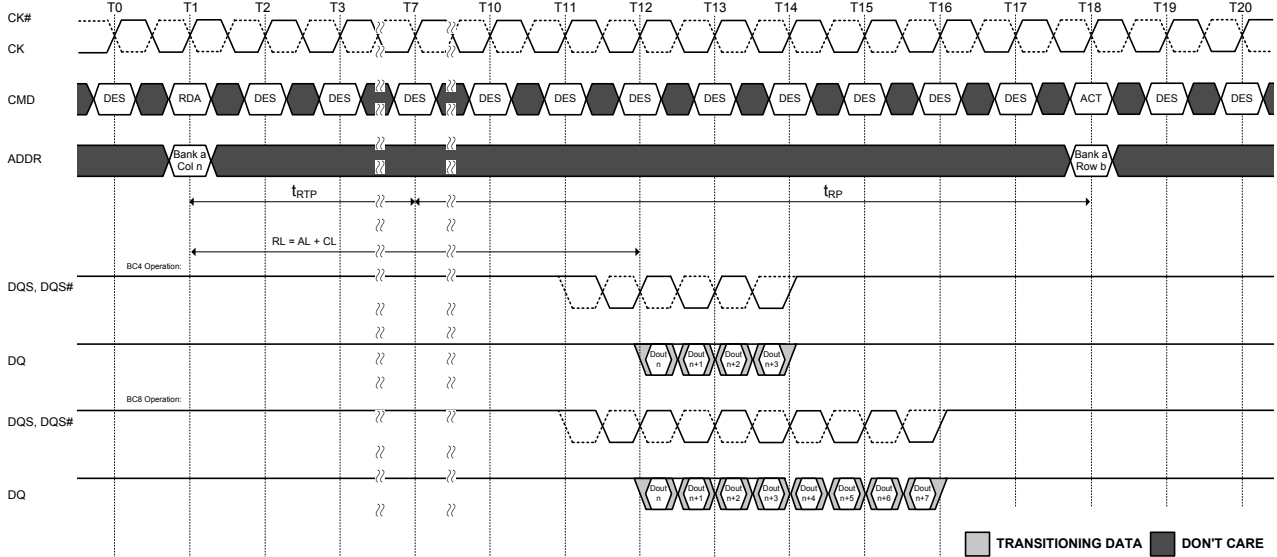 T0 T1 T2 T3 T7 T10 T11 T12 T13 T14 T15 T16 T17 T18 T19 T20
CK#
CK
CMD DES RDA DES DES DES DES DES DES DES DES DES DES DES ACT DES DES
ADDR Bank a Col n Bank a Row b
tRTP tRP
RL = AL + CL
BC4 Operation:
DQS, DQS#
DQ Dout n Dout n+1 Dout n+2 Dout n+3
BC8 Operation:
DQS, DQS#
DQ Dout n Dout n+1 Dout n+2 Dout n+3 Dout n+4 Dout n+5 Dout n+6 Dout n+7
TRANSITIONING DATA DON'T CARE